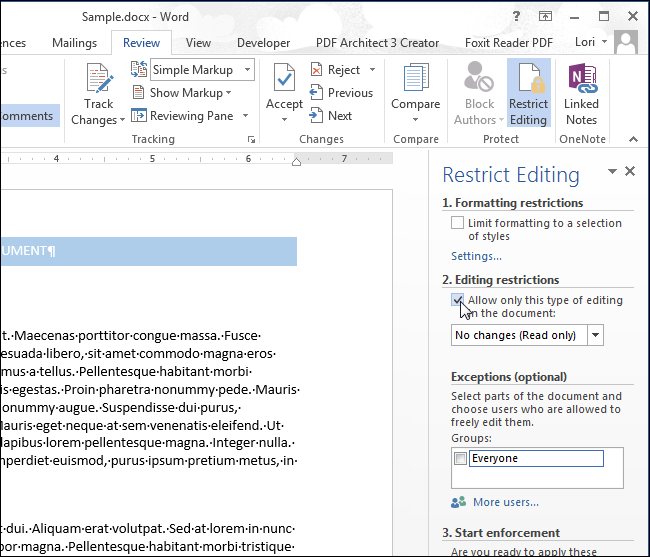 Sample.docx - Word
ences Mailings Review View Developer PDF Architect 3 Creator Foxit Reader PDF Lori
Simple Markup
Show Markup
Reviewing Pane
omments
Track Changes
Tracking
Accept
Reject
Previous
Next
Changes
Compare
Compare
Block Authors
Restrict Editing
Protect
Linked Notes
OneNote
4 5 6 7
UMENT¶
t.·Maecenas·porttitor·congue·massa.·Fusce·
esuada·libero,·sit·amet·commodo·magna·eros·
mus·a·tellus.·Pellentesque·habitant·morbi·
is·egestas.·Proin·pharetra·nonummy·pede.·Mauris·
onummy·augue.·Suspendisse·dui·purus,·
Mauris·eget·neque·at·sem·venenatis·eleifend.·Ut·
dapibus·lorem·pellentesque·magna.·Integer·nulla.·
mperdiet·euismod,·purus·ipsum·pretium·metus,·in·
t·dui.·Aliquam·erat·volutpat.·Sed·at·lorem·in·nunc·
por·magna.·Pellentesque·habitant·morbi·tristique·
Restrict Editing
1. Formatting restrictions
Limit formatting to a selection
of styles
Settings...
2. Editing restrictions
Allow only this type of editing
in the document:
No changes (Read only)
Exceptions (optional)
Select parts of the document and
choose users who are allowed to
freely edit them.
Groups:
Everyone
More users...
3. Start enforcement
Are you ready to apply these